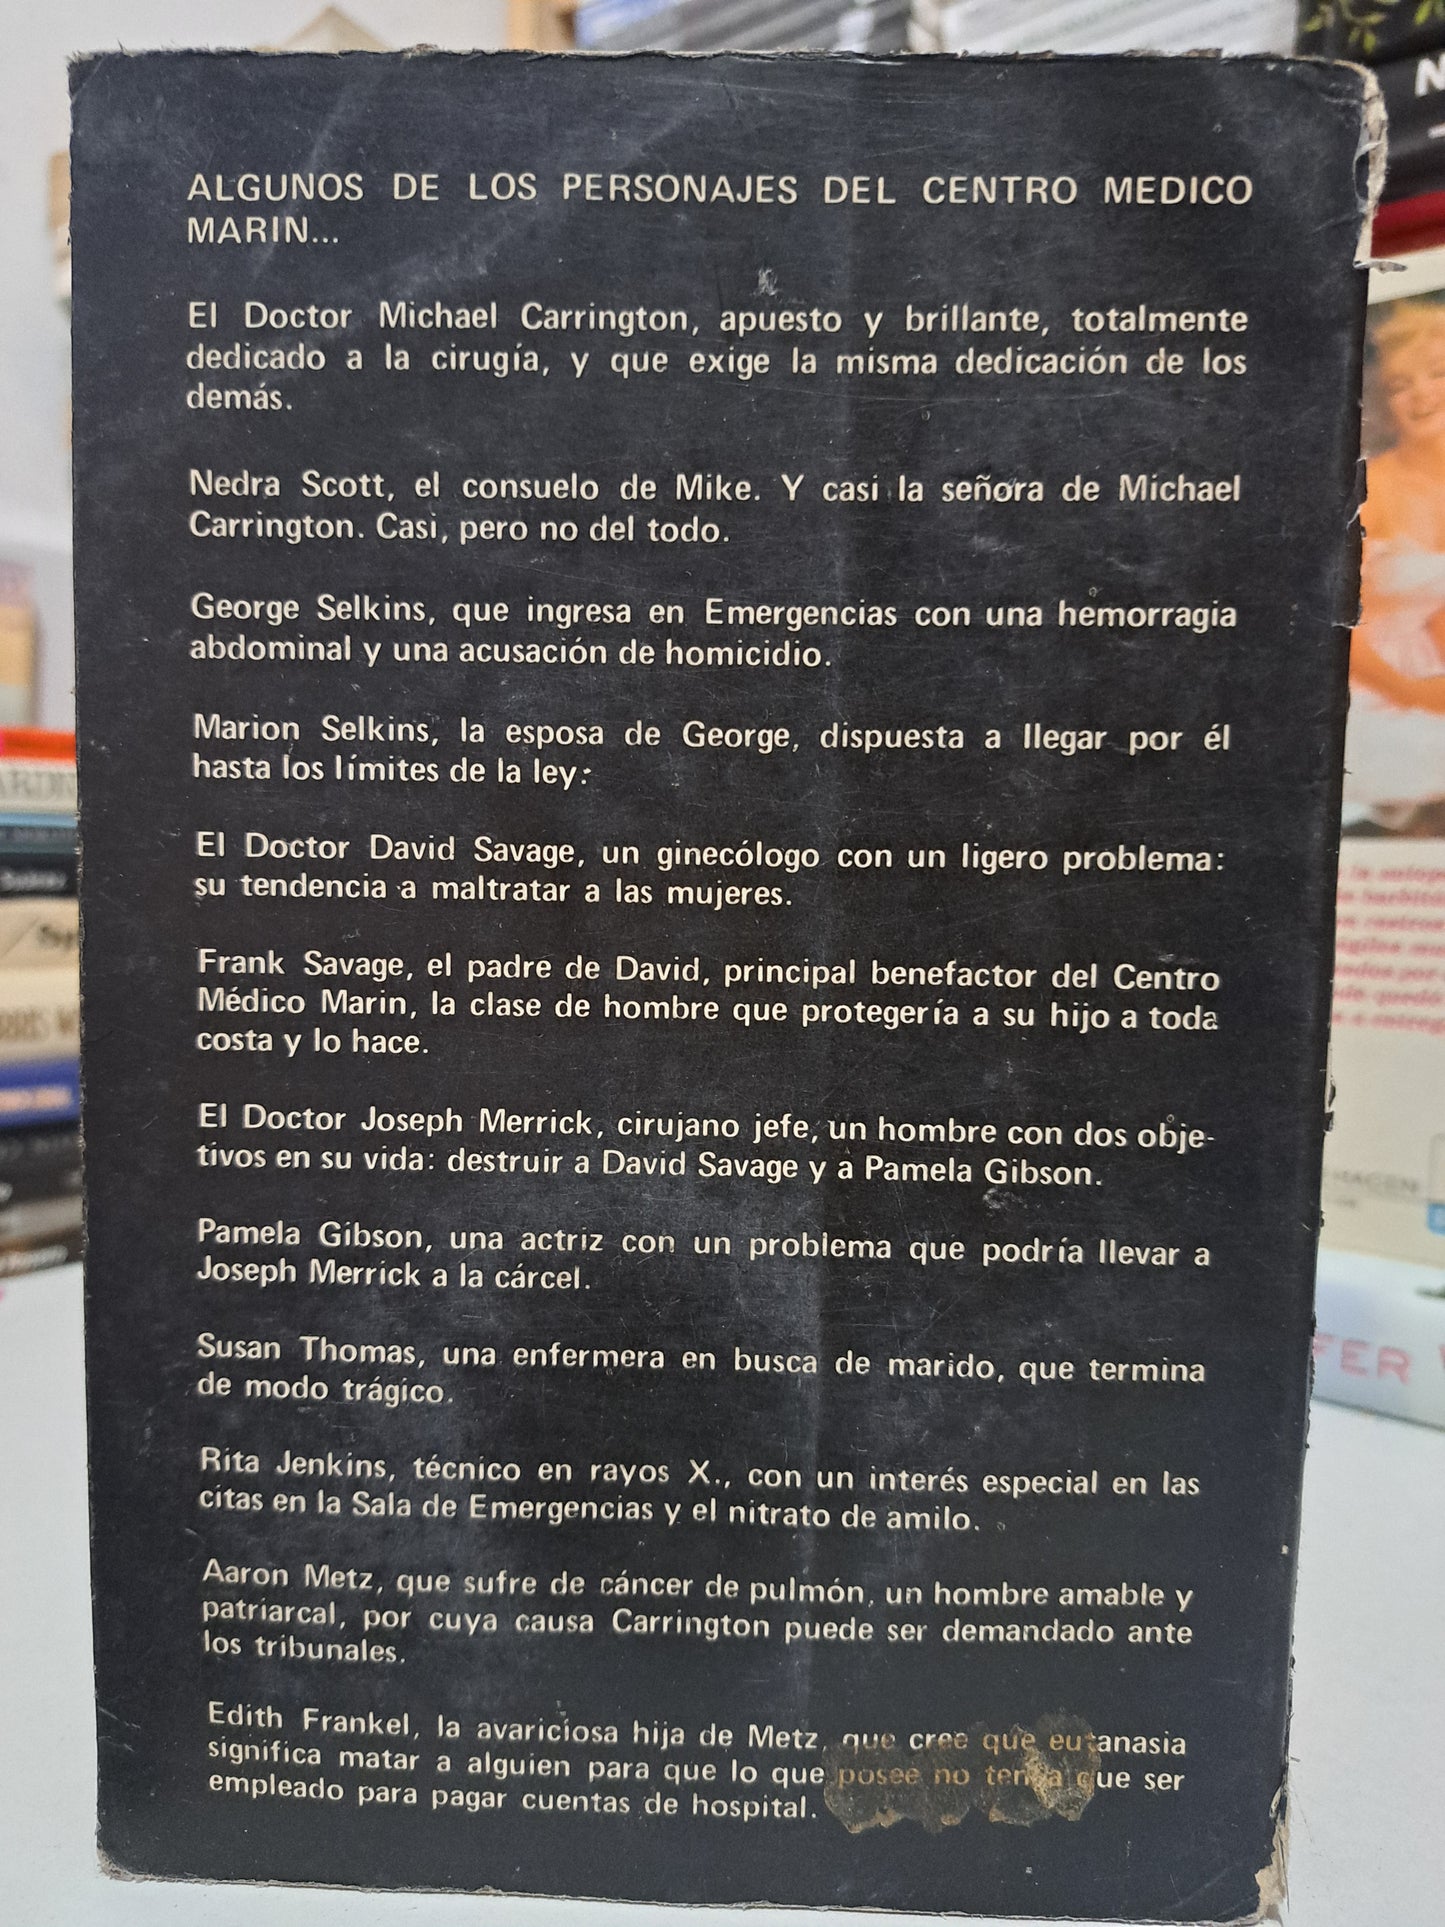 ALGUNOS DE LOS PERSONAJES DEL CENTRO MEDICO
MARIN...
El Doctor Michael Carrington, apuesto y brillante, totalmente
dedicado a la cirugía, y que exige la misma dedicación de los
demás.
Nedra Scott, el consuelo de Mike. Y casi la señora de Michael
Carrington. Casi, pero no del todo.
George Selkins, que ingresa en Emergencias con una hemorragia
abdominal y una acusación de homicidio.
Marion Selkins, la esposa de George, dispuesta a llegar por él
hasta los límites de la ley.
El Doctor David Savage, un ginecólogo con un ligero problema:
su tendencia a maltratar a las mujeres.
Frank Savage, el padre de David, principal benefactor del Centro
Médico Marin, la clase de hombre que protegería a su hijo a toda
costa y lo hace.
El Doctor Joseph Merrick, cirujano jefe, un hombre con dos obje-
tivos en su vida: destruir a David Savage y a Pamela Gibson.
Pamela Gibson, una actriz con un problema que podría llevar a
Joseph Merrick a la cárcel.
Susan Thomas, una enfermera en busca de marido, que termina
de modo trágico.
Rita Jenkins, técnico en rayos X., con un interés especial en las
citas en la Sala de Emergencias y el nitrato de amilo.
Aaron Metz, que sufre de cáncer de pulmón, un hombre amable y
patriarcal, por cuya causa Carrington puede ser demandado ante
los tribunales.
Edith Frankel, la avariciosa hija de Metz, que cree que eutanasia
significa matar a alguien para que lo que posee no tenga que ser
empleado para pagar cuentas de hospital.